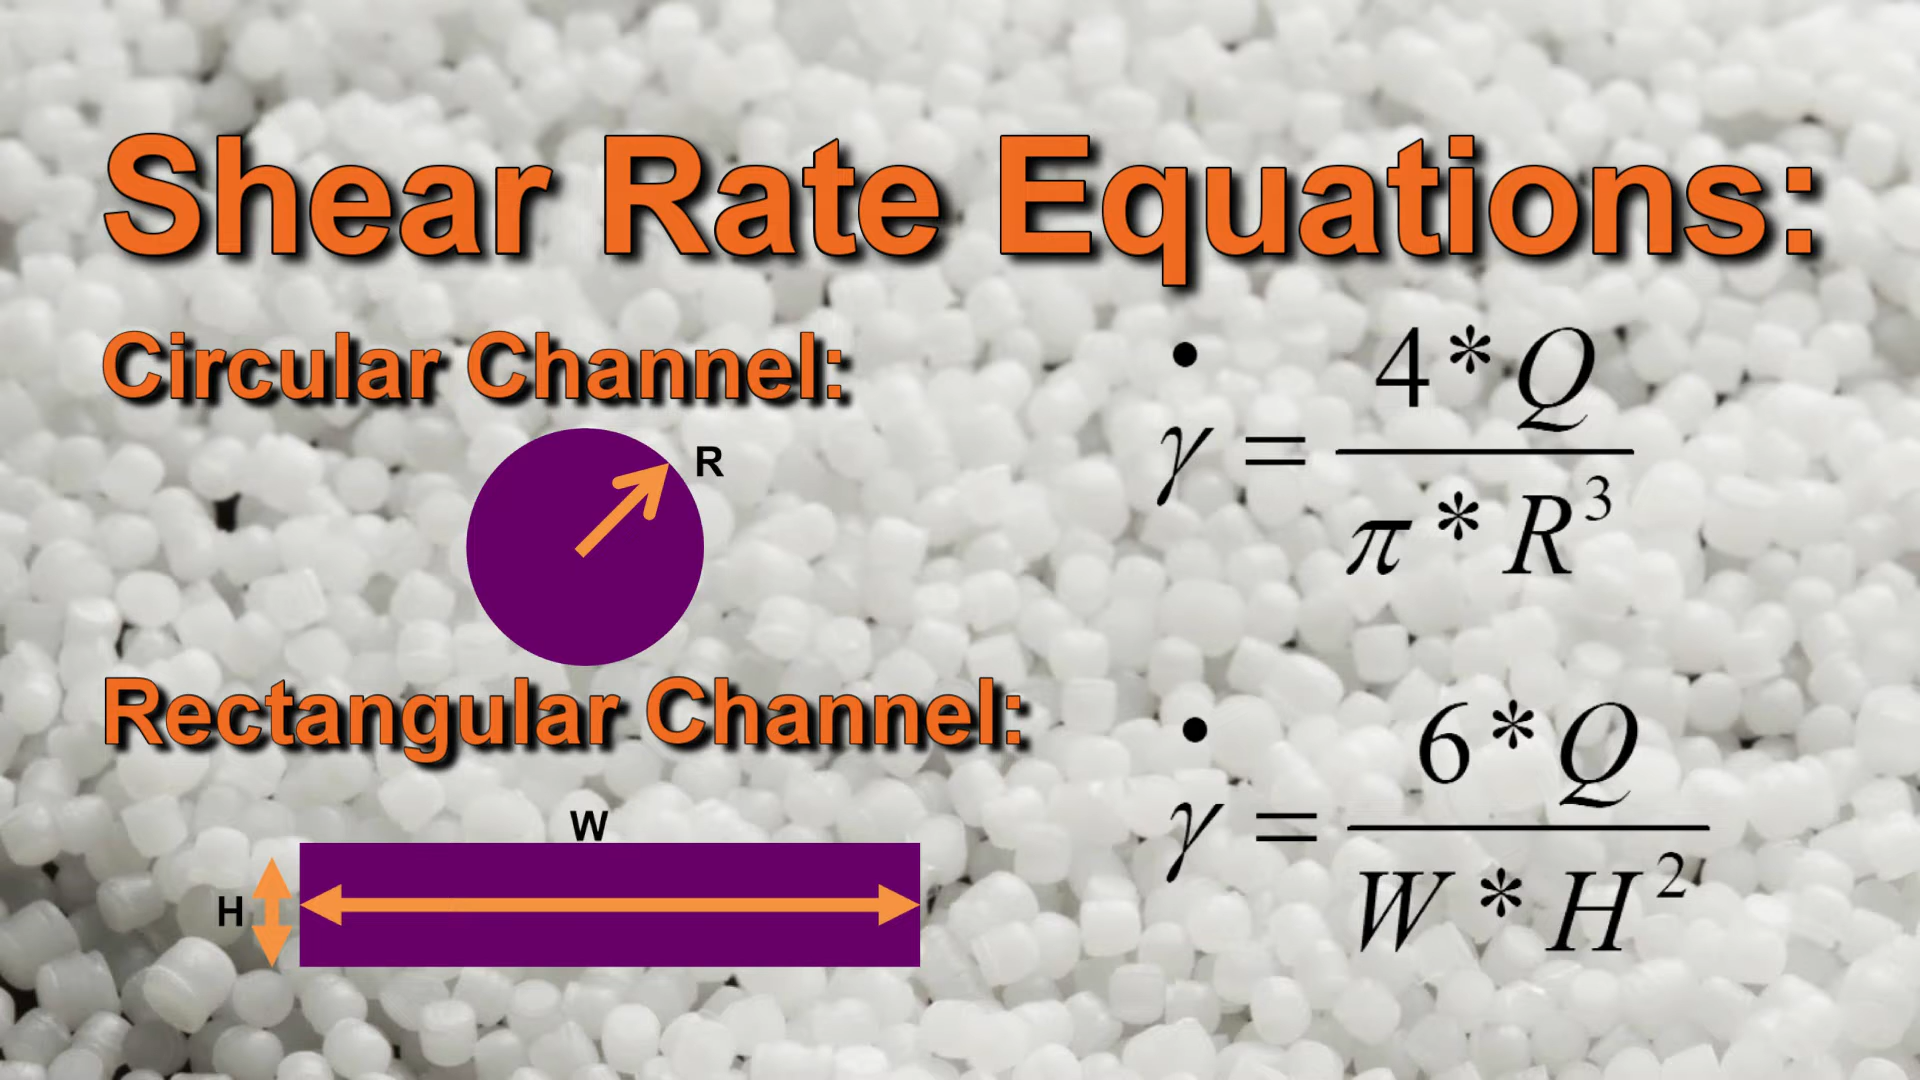 Shear Rate Equations:
Circular Channel:
R
γ̇ = (4 * Q) / (π * R³)
Rectangular Channel:
W
H
γ̇ = (6 * Q) / (W * H²)